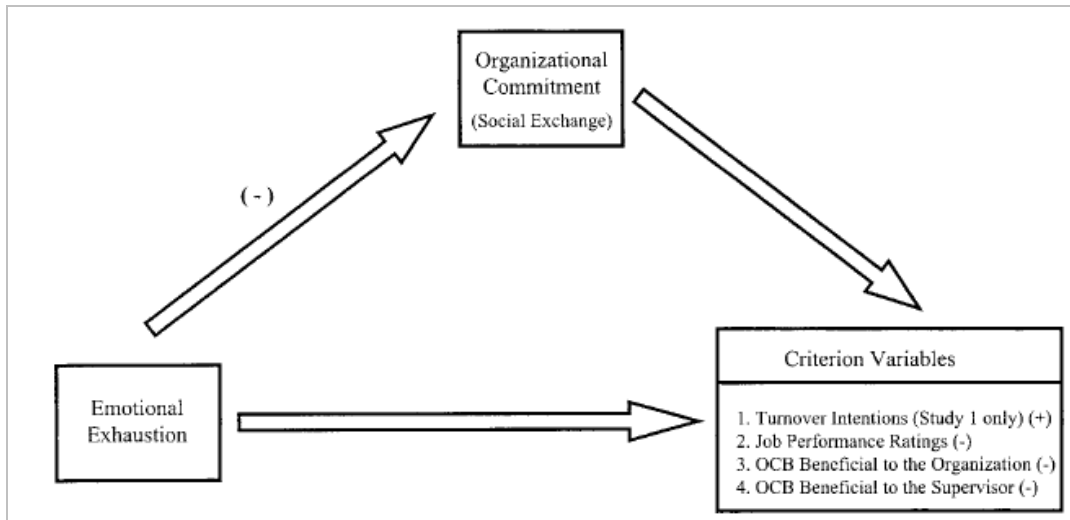 Organizational
Commitment
(Social Exchange)
(-)
Emotional
Exhaustion
Criterion Variables
1. Turnover Intentions (Study 1 only) (+)
2. Job Performance Ratings (-)
3. OCB Beneficial to the Organization (-)
4. OCB Beneficial to the Supervisor (-)